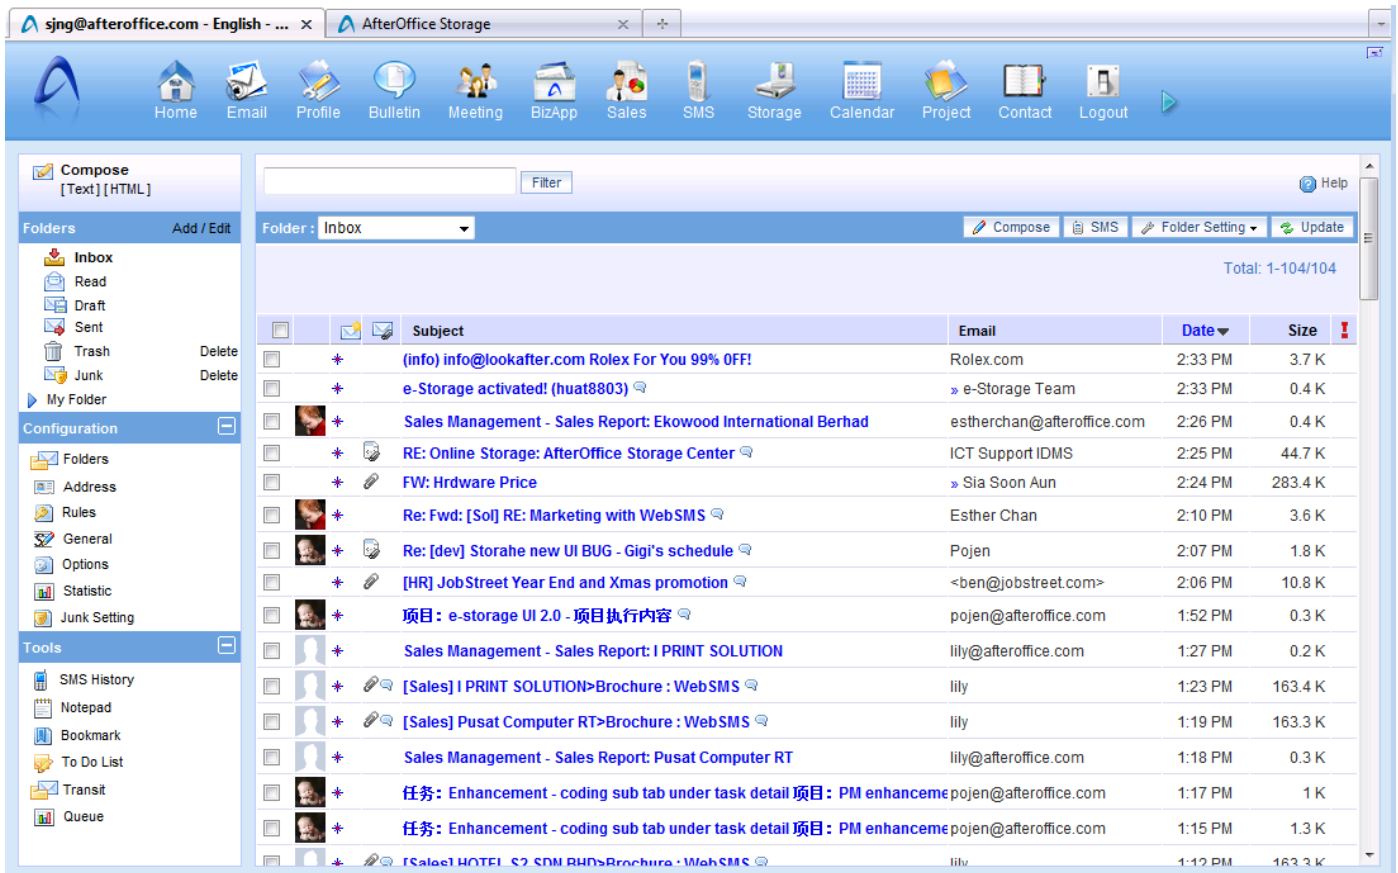 sjng@afteroffice.com - English - ... AfterOffice Storage
Home Email Profile Bulletin Meeting BizApp Sales SMS Storage Calendar Project Contact Logout
Compose
[Text] [HTML]
Filter
Help
Folders Add / Edit
Folder : Inbox Compose SMS Folder Setting Update
Inbox
Read
Draft
Sent
Trash Delete
Junk Delete
My Folder
Configuration
Folders
Address
Rules
General
Options
Statistic
Junk Setting
Tools
SMS History
Notepad
Bookmark
To Do List
Transit
Queue
Total: 1-104/104
Subject Email Date Size
(info) info@lookafter.com Rolex For You 99% 0FF! Rolex.com 2:33 PM 3.7 K
e-Storage activated! (huat8803) » e-Storage Team 2:33 PM 0.4 K
Sales Management - Sales Report: Ekowood International Berhad estherchan@afteroffice.com 2:26 PM 0.4 K
RE: Online Storage: AfterOffice Storage Center ICT Support IDMS 2:25 PM 44.7 K
FW: Hrdware Price » Sia Soon Aun 2:24 PM 283.4 K
Re: Fwd: [Sol] RE: Marketing with WebSMS Esther Chan 2:10 PM 3.6 K
Re: [dev] Storahe new UI BUG - Gigi's schedule Pojen 2:07 PM 1.8 K
[HR] JobStreet Year End and Xmas promotion <ben@jobstreet.com> 2:06 PM 10.8 K
项目：e-storage UI 2.0 - 项目执行内容 pojen@afteroffice.com 1:52 PM 0.3 K
Sales Management - Sales Report: I PRINT SOLUTION lily@afteroffice.com 1:27 PM 0.2 K
[Sales] I PRINT SOLUTION>Brochure : WebSMS lily 1:23 PM 163.4 K
[Sales] Pusat Computer RT>Brochure : WebSMS lily 1:19 PM 163.3 K
Sales Management - Sales Report: Pusat Computer RT lily@afteroffice.com 1:18 PM 0.3 K
任务：Enhancement - coding sub tab under task detail 项目：PM enhanceme pojen@afteroffice.com 1:17 PM 1 K
任务：Enhancement - coding sub tab under task detail 项目：PM enhanceme pojen@afteroffice.com 1:15 PM 1.3 K
[Sales] HOTEL S2 SDN BHD>Brochure : WebSMS lily 1:12 PM 163.3 K